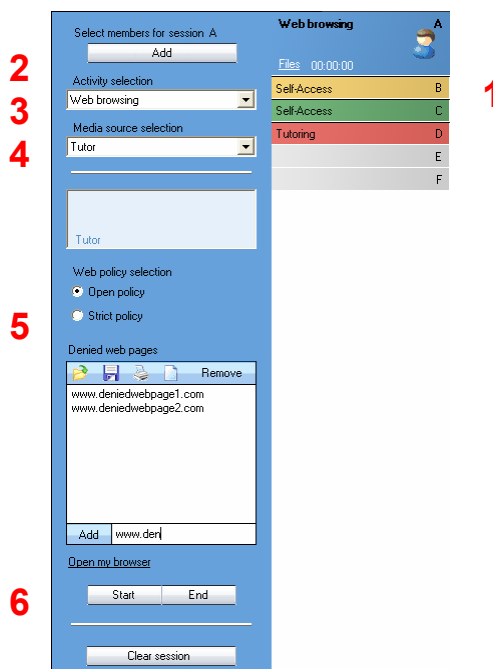 Select members for session A
Add
2
Activity selection
3
Web browsing
Media source selection
4
Tutor
Tutor
Web policy selection
Open policy
5
Strict policy
Denied web pages
Remove
www.deniedwebpage1.com
www.deniedwebpage2.com
Add www.den
Open my browser
6
Start End
Clear session
Web browsing A
Files 00:00:00
Self-Access B
1
Self-Access C
Tutoring D
E
F